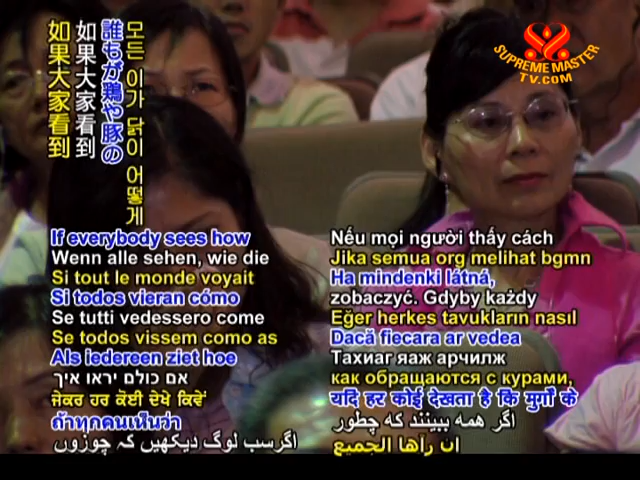 如果大家看到
如果大家看到
誰もが鶏や豚の
모든 이가 닭이 어떻게
SUPREME MASTER
TV.COM
If everybody sees how
Wenn alle sehen, wie die
Si tout le monde voyait
Si todos vieran cómo
Se tutti vedessero come
Se todos vissem como as
Als iedereen ziet hoe
אם כולם יראו איך
ਜੇਕਰ ਹਰ ਕੋਈ ਦੇਖੇ ਕਿਵੇਂ
ถ้าทุกคนเห็นว่า
اگرسب لوگ دیکھیں کہ چوزوں
Nếu mọi người thấy cách
Jika semua org melihat bgmn
Ha mindenki látná,
zobaczyć. Gdyby każdy
Eğer herkes tavukların nasıl
Dacă fiecara ar vedea
Тахиаг яаж арчилж
как обращаются с курами,
यदि हर कोई देखता है कि मुर्गों के
اگر همه ببینند که چطور
ان رآها الجميع